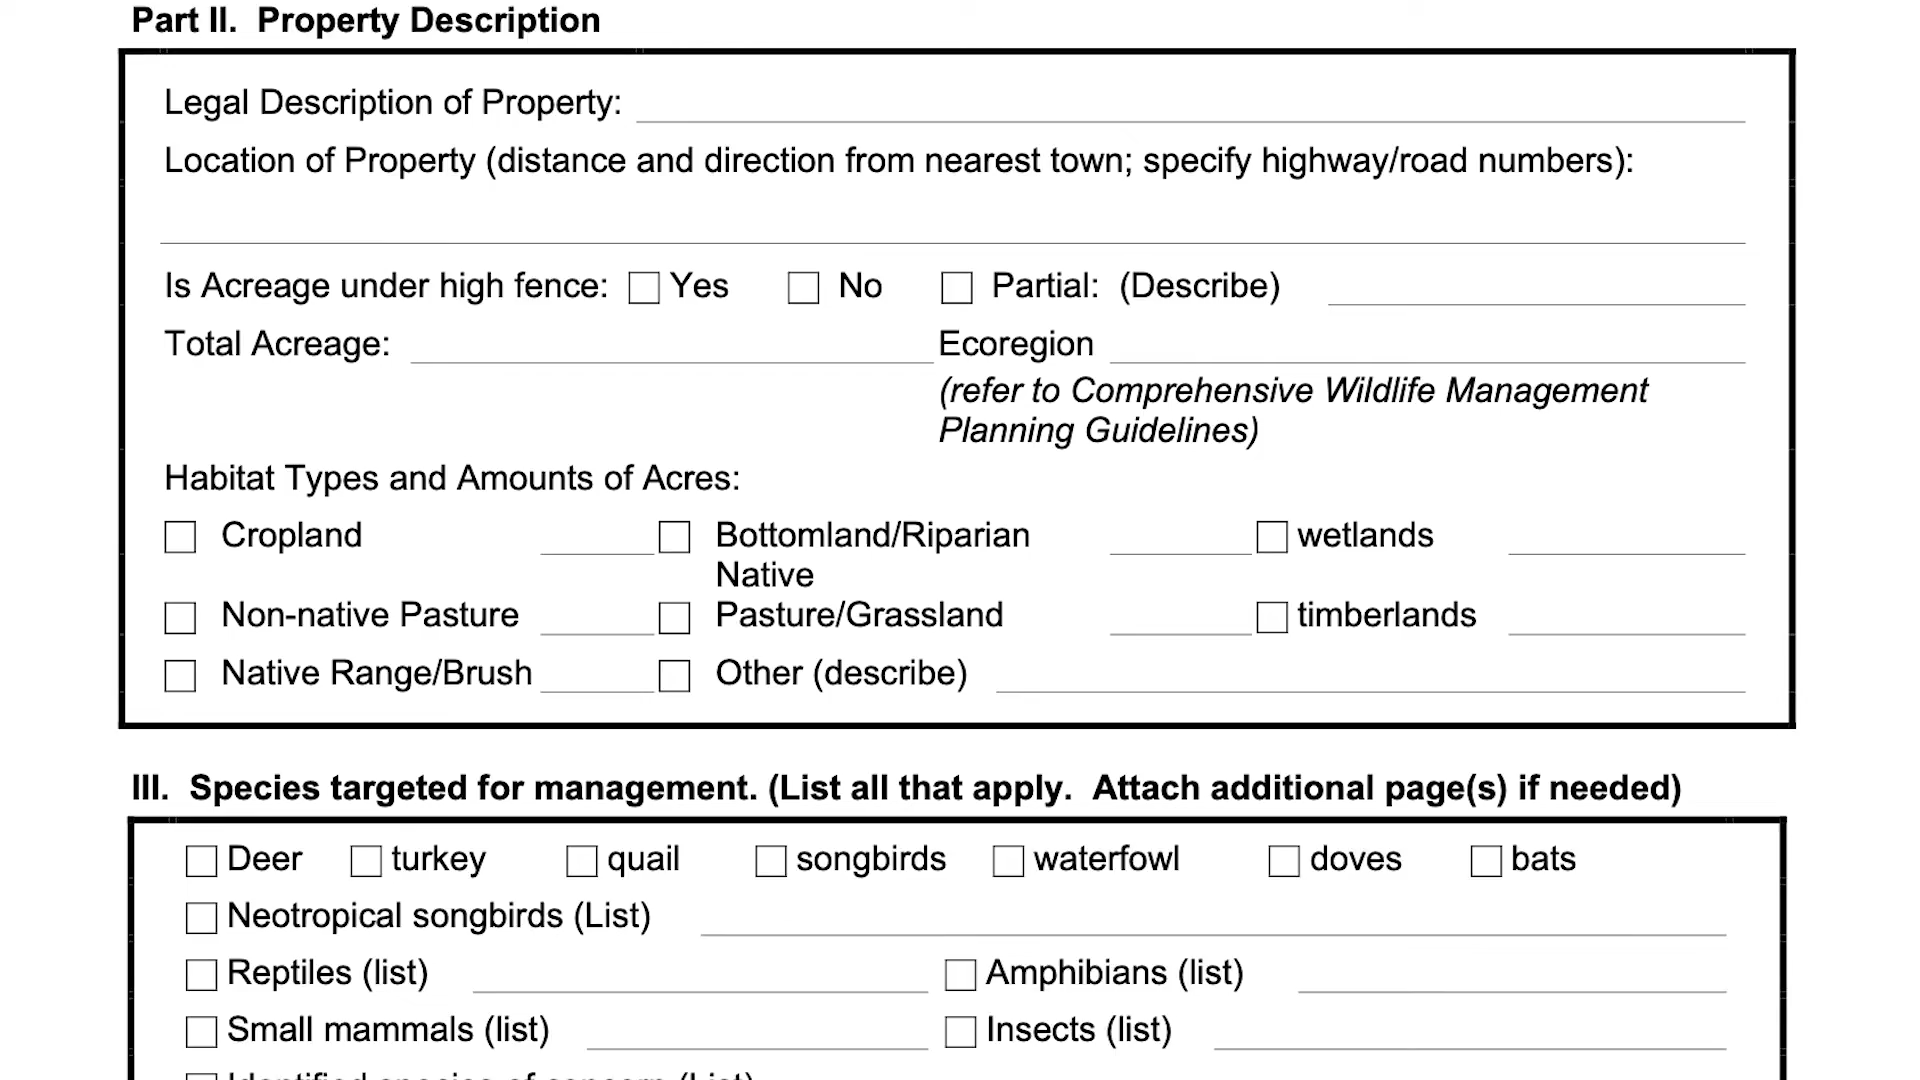 Part II. Property Description
Legal Description of Property:
Location of Property (distance and direction from nearest town; specify highway/road numbers):
Is Acreage under high fence: Yes No Partial: (Describe)
Total Acreage: Ecoregion
(refer to Comprehensive Wildlife Management
Planning Guidelines)
Habitat Types and Amounts of Acres:
Cropland Bottomland/Riparian wetlands
Native
Non-native Pasture Pasture/Grassland timberlands
Native Range/Brush Other (describe)
III. Species targeted for management. (List all that apply. Attach additional page(s) if needed)
Deer turkey quail songbirds waterfowl doves bats
Neotropical songbirds (List)
Reptiles (list) Amphibians (list)
Small mammals (list) Insects (list)
Identified species of concern (List)